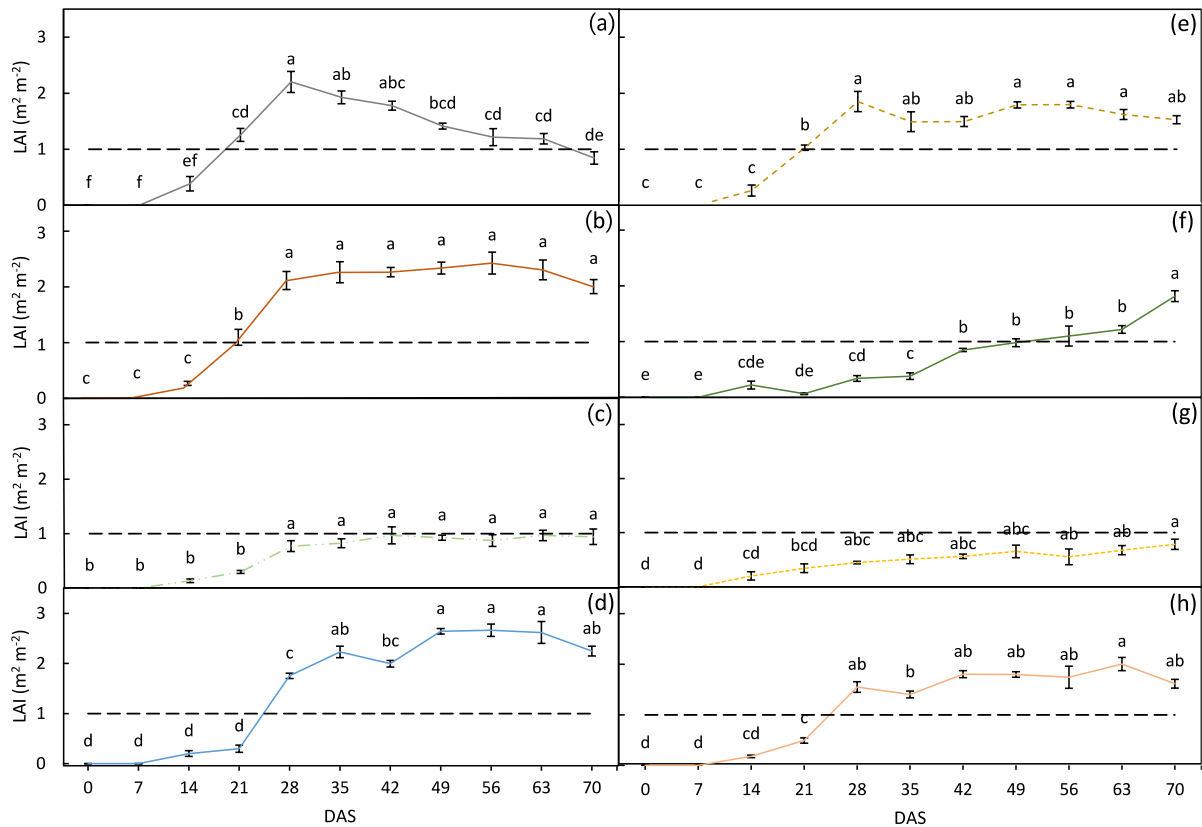 (a)
3
2
1
0
LAI (m² m⁻²)
f f ef cd a ab abc bcd ab ab de
(b)
3
2
1
0
LAI (m² m⁻²)
c c c b a a a a a a a
(c)
3
2
1
0
LAI (m² m⁻²)
b b b b a a a a a a a
(d)
3
2
1
0
LAI (m² m⁻²)
d d d d c ab bc a a a ab
0 7 14 21 28 35 42 49 56 63 70
DAS
(e)
c c c b a ab ab a a ab ab
(f)
e e cde de cd c b b b b a
(g)
d d cd bcd abc abc abc abc ab ab a
(h)
d d cd c ab b ab ab ab a ab
0 7 14 21 28 35 42 49 56 63 70
DAS